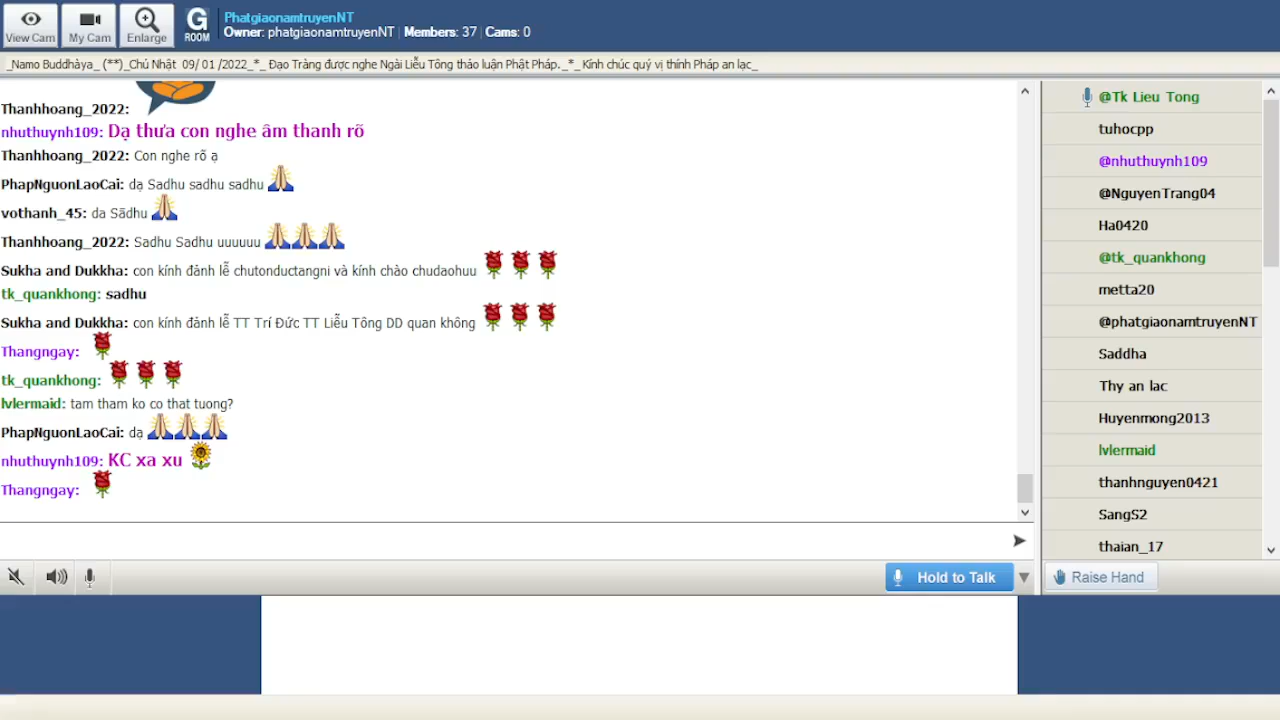 View Cam
My Cam
Enlarge
G
ROOM
PhatgiaonamtruyenNT
Owner: phatgiaonamtruyenNT | Members: 37 | Cams: 0
_Namo Buddhàya_ (**)_Chủ Nhật 09/ 01 /2022_*_ Đạo Tràng được nghe Ngài Liễu Tông thảo luận Phật Pháp._*_ Kính chúc quý vị thính Pháp an lạc_
Thanhhoang_2022:
nhuthuynh109: Dạ thưa con nghe âm thanh rõ
Thanhhoang_2022: Con nghe rõ ạ
PhapNguonLaoCai: dạ Sadhu sadhu sadhu
vothanh_45: da Sādhu
Thanhhoang_2022: Sadhu Sadhu uuuuuu
Sukha and Dukkha: con kính đảnh lễ chutonductangni và kính chào chudaohuu
tk_quankhong: sadhu
Sukha and Dukkha: con kính đảnh lễ TT Trí Đức TT Liễu Tông DD quan không
Thangngay:
tk_quankhong:
lvlermaid: tam tham ko co that tuong?
PhapNguonLaoCai: dạ
nhuthuynh109: KC xa xu
Thangngay:
Hold to Talk
@Tk Lieu Tong
tuhocpp
@nhuthuynh109
@NguyenTrang04
Ha0420
@tk_quankhong
metta20
@phatgiaonamtruyenNT
Saddha
Thy an lac
Huyenmong2013
lvlermaid
thanhnguyen0421
SangS2
thaian_17
Raise Hand